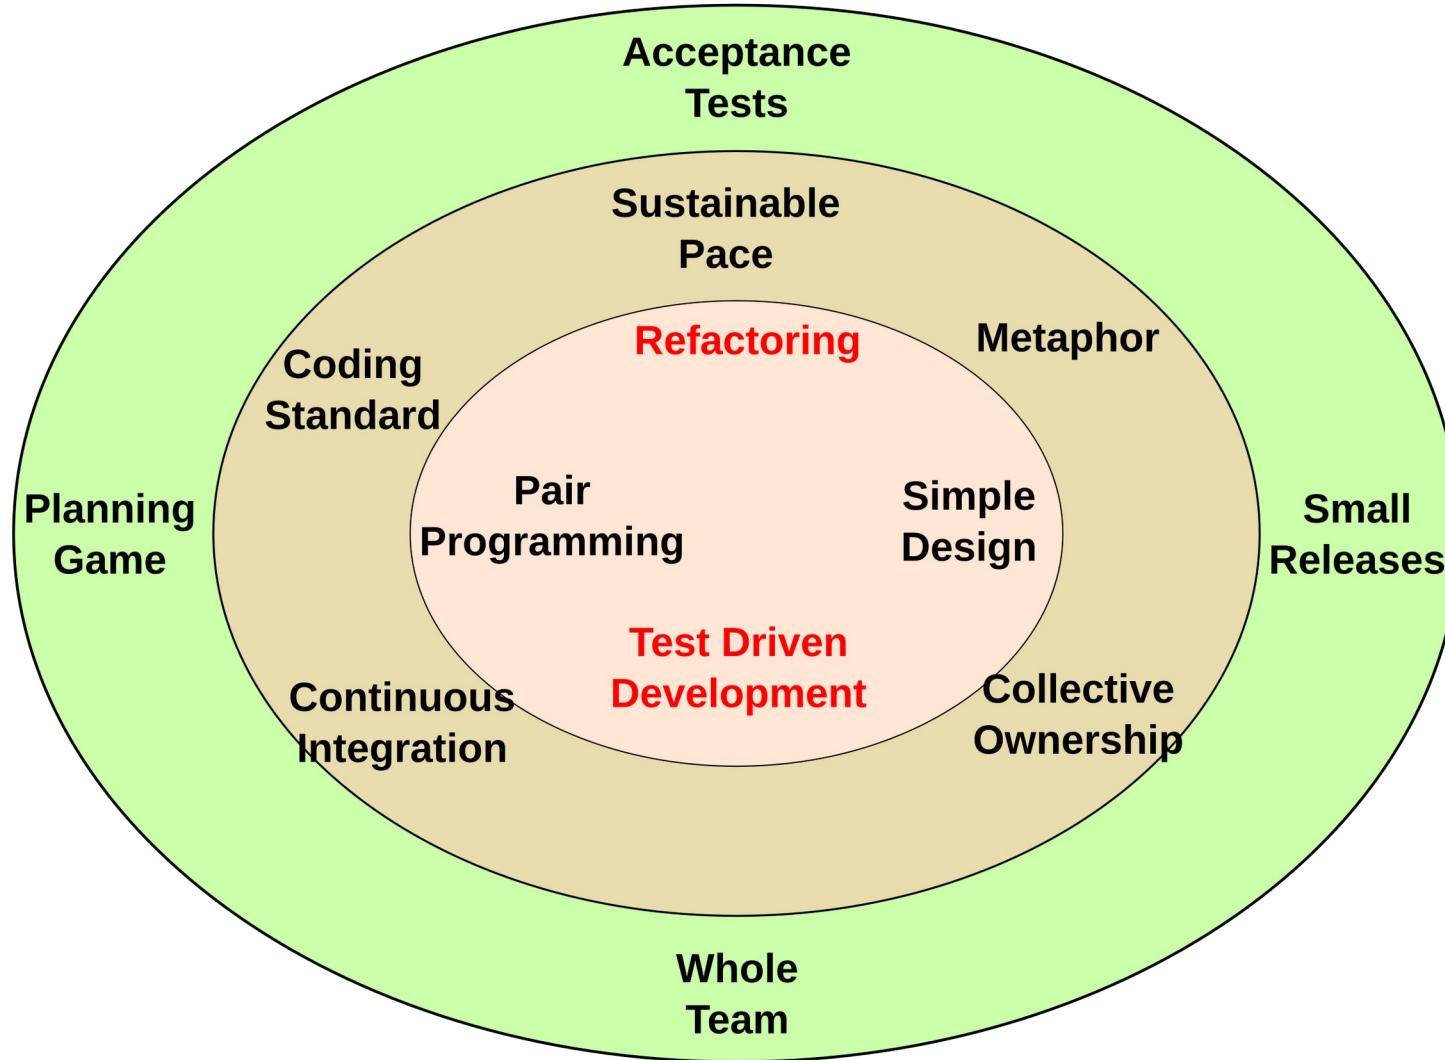 Acceptance
Tests
Sustainable
Pace
Refactoring
Metaphor
Coding
Standard
Pair
Programming
Simple
Design
Planning
Game
Small
Releases
Test Driven
Development
Continuous
Integration
Collective
Ownership
Whole
Team